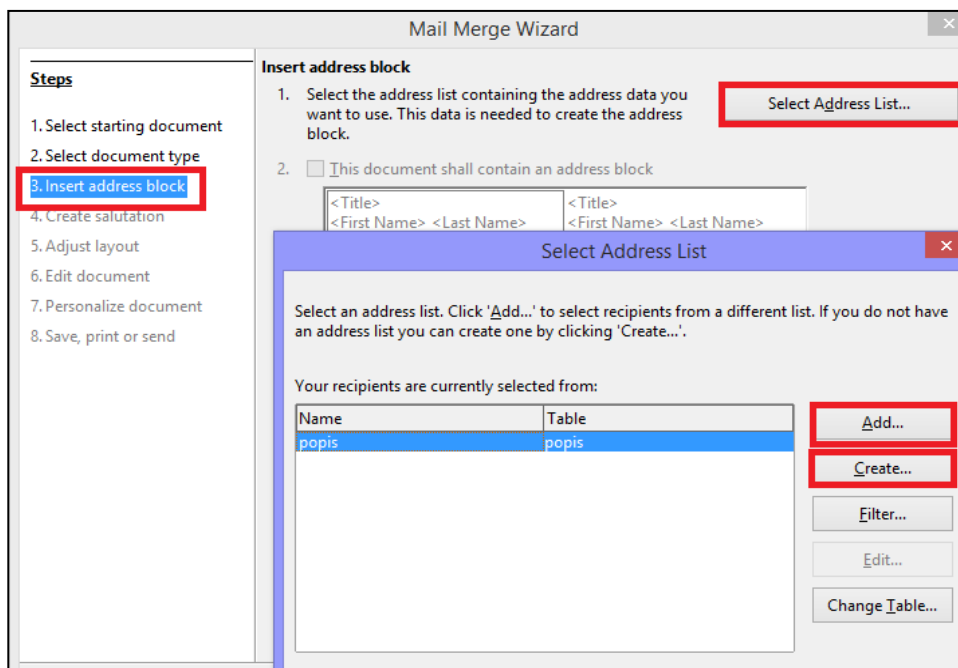 Mail Merge Wizard
Steps
1. Select starting document
2. Select document type
3. Insert address block
4. Create salutation
5. Adjust layout
6. Edit document
7. Personalize document
8. Save, print or send
Insert address block
1. Select the address list containing the address data you
want to use. This data is needed to create the address
block.
Select Address List...
2. This document shall contain an address block
<Title>
<First Name> <Last Name>
<Title>
<First Name> <Last Name>
Select Address List
Select an address list. Click 'Add...' to select recipients from a different list. If you do not have
an address list you can create one by clicking 'Create...'.
Your recipients are currently selected from:
Name Table
popis popis
Add...
Create...
Filter...
Edit...
Change Table...